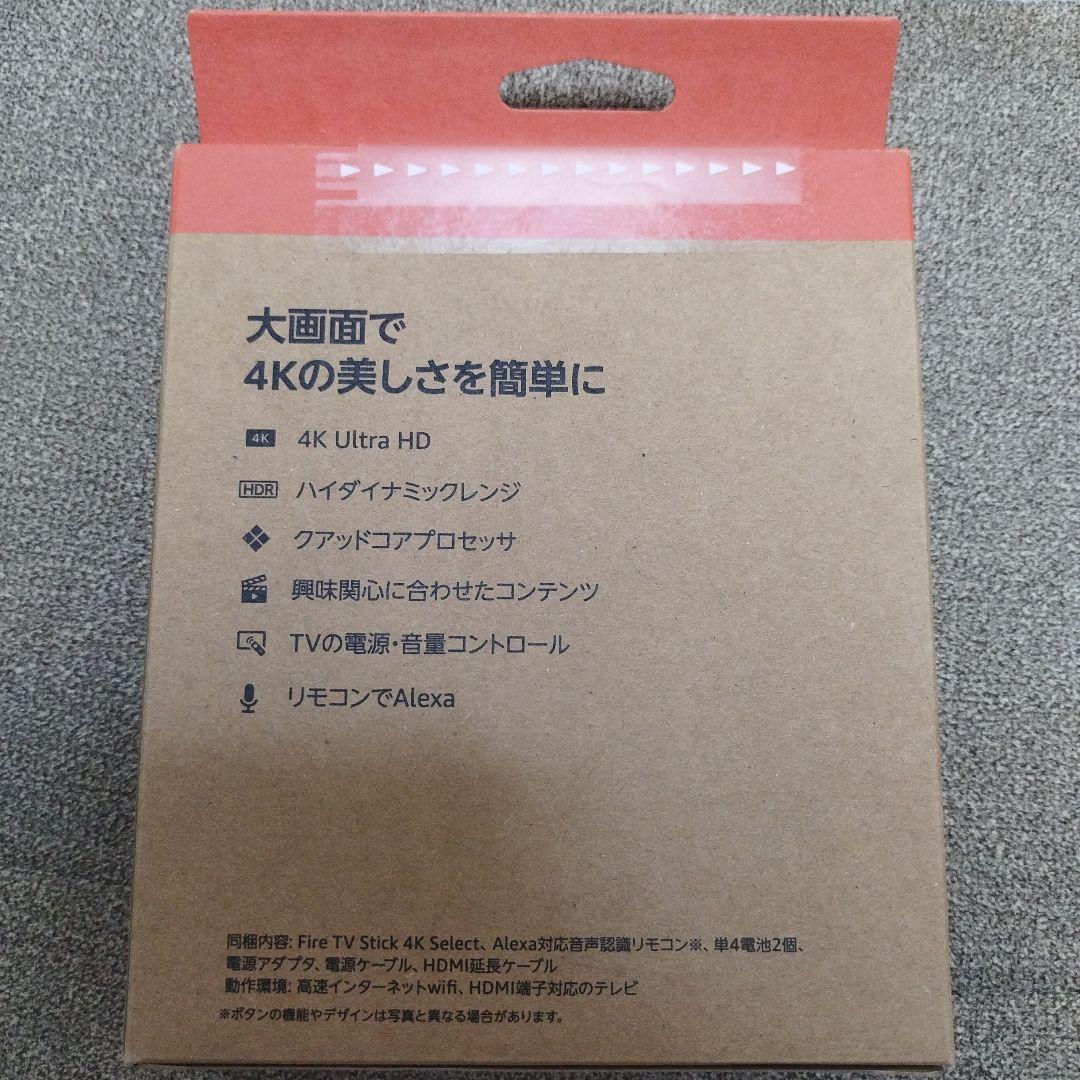 大画面で
4Kの美しさを簡単に
4K 4K Ultra HD
HDR ハイダイナミックレンジ
クアッドコアプロセッサ
興味関心に合わせたコンテンツ
TVの電源・音量コントロール
リモコンでAlexa
同梱内容: Fire TV Stick 4K Select、Alexa対応音声認識リモコン※、単4電池2個、
電源アダプタ、電源ケーブル、HDMI延長ケーブル
動作環境: 高速インターネットwifi、HDMI端子対応のテレビ
※ボタンの機能やデザインは写真と異なる場合があります。